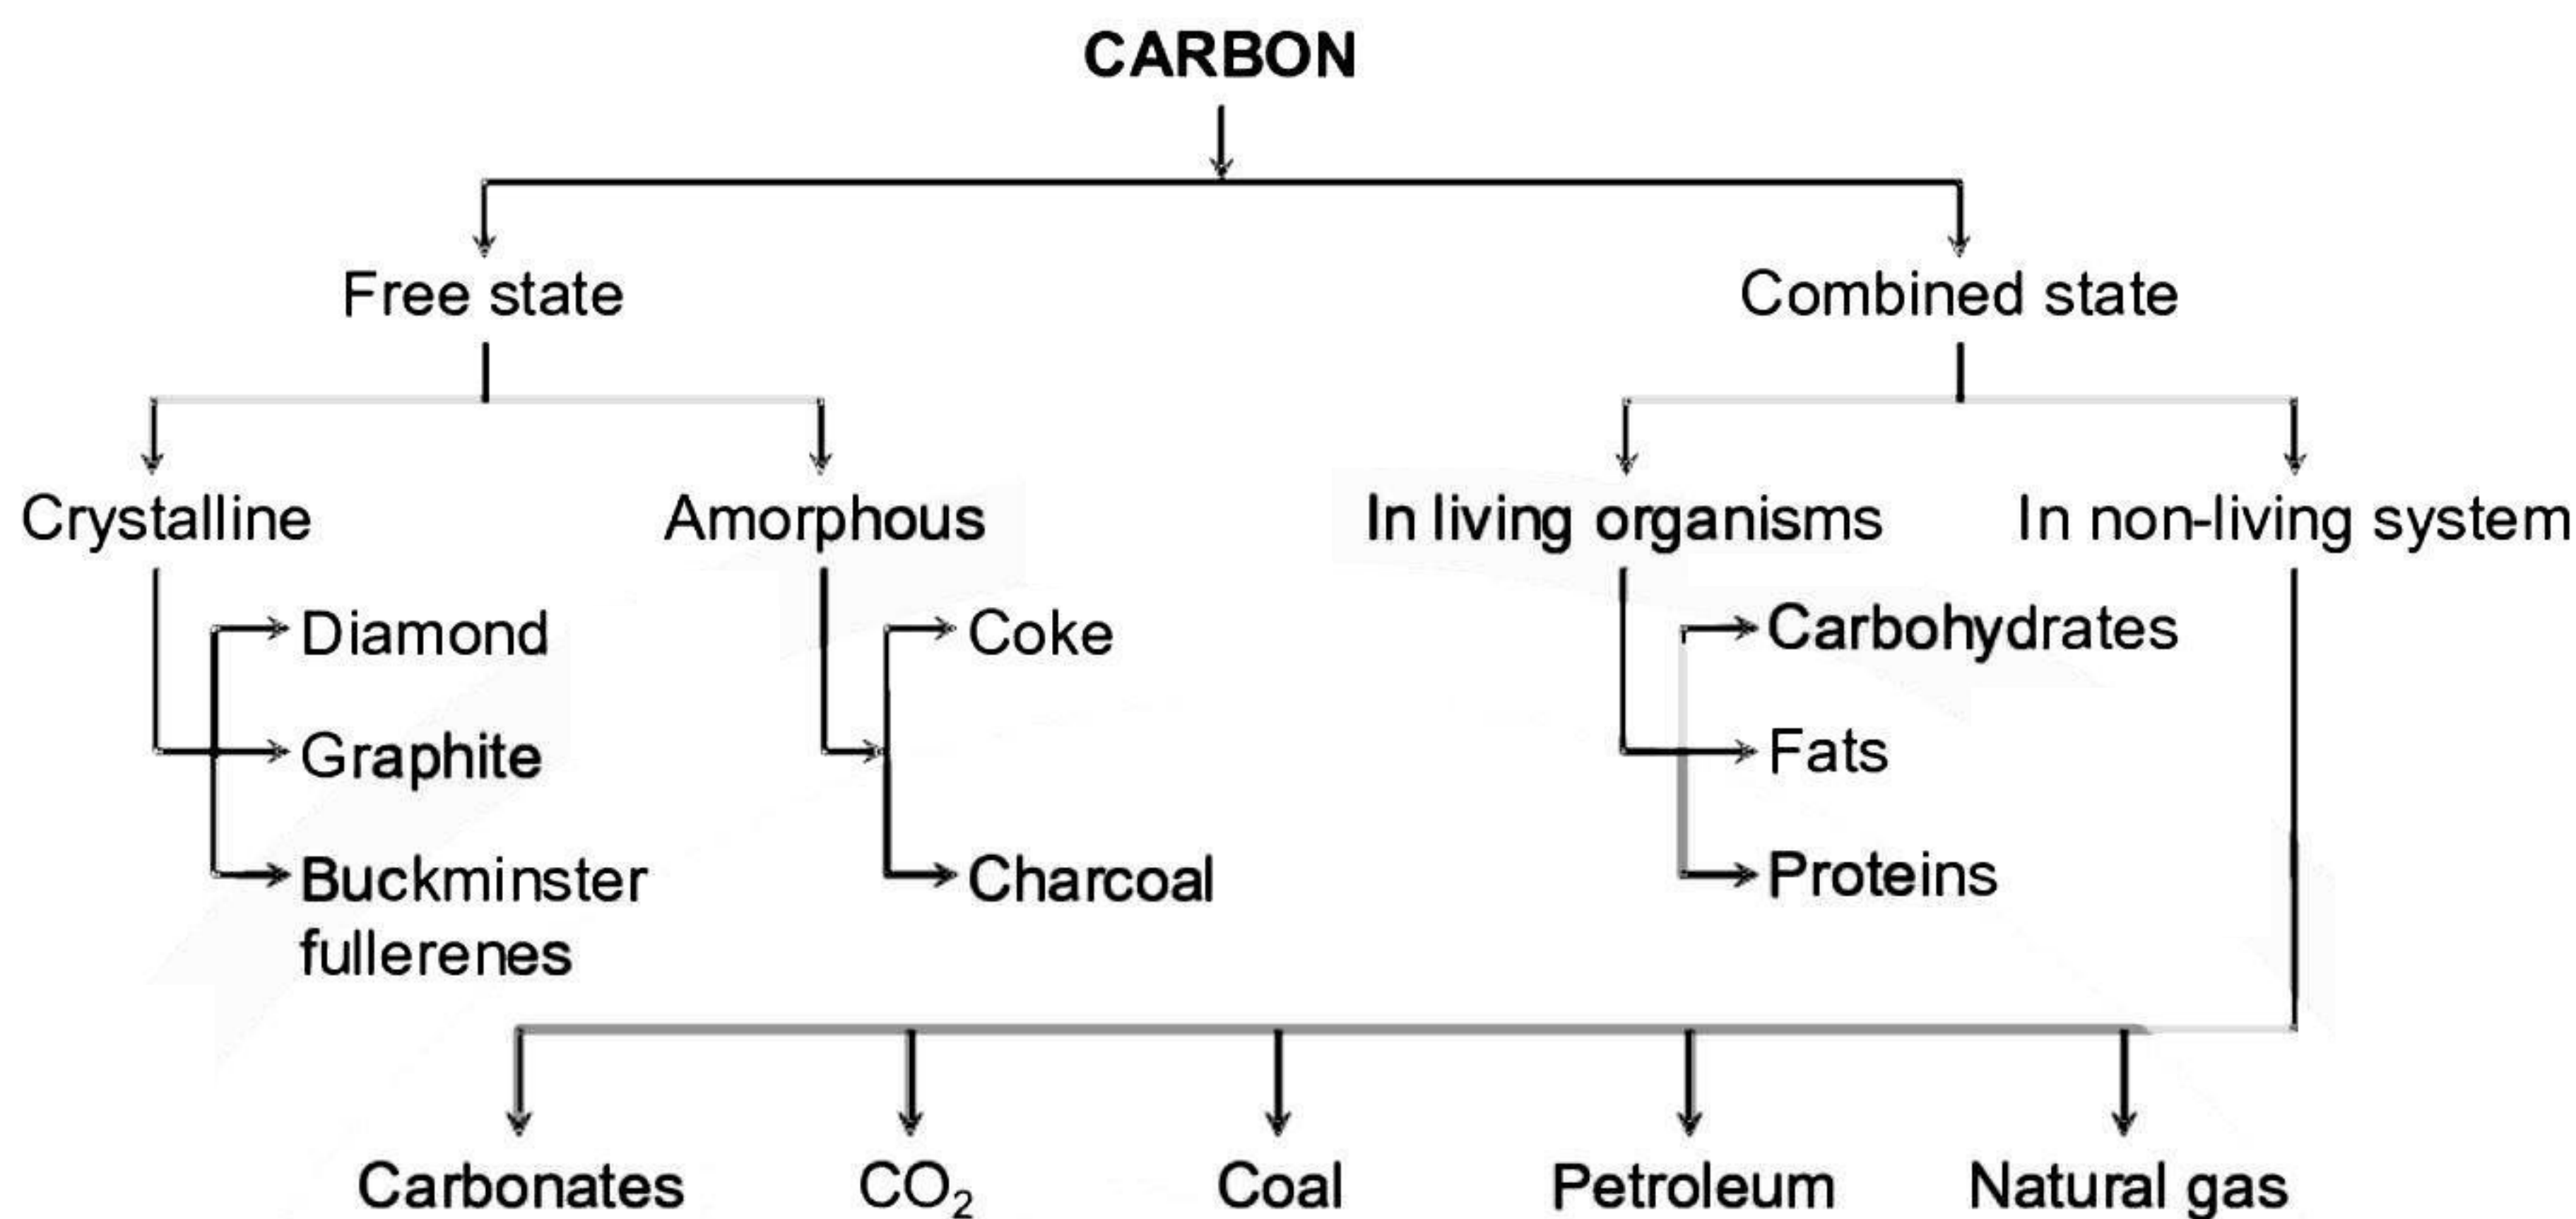 CARBON
Free state
Combined state
Crystalline
Amorphous
In living organisms
In non-living system
Diamond
Coke
Carbohydrates
Graphite
Fats
Buckminster
fullerenes
Charcoal
Proteins
Carbonates
CO₂
Coal
Petroleum
Natural gas